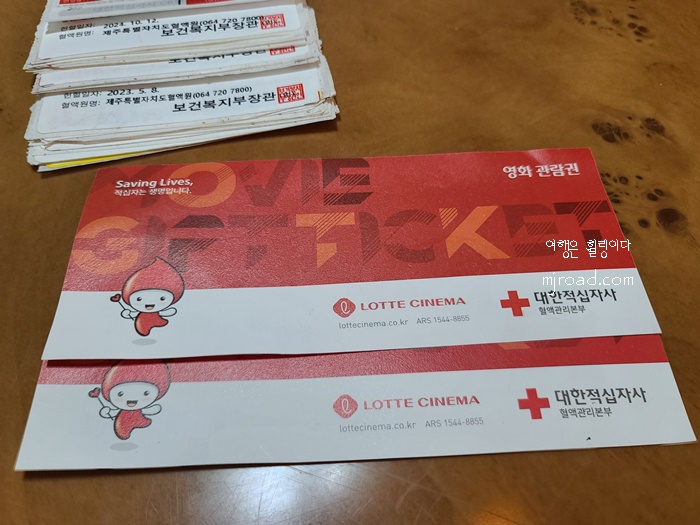 헌혈일자: 2024. 10. 12.
혈액원명: 제주특별자치도혈액원(064 720 7800)
보건복지부장관
헌혈일자: 2023. 5. 8.
혈액원명: 제주특별자치도혈액원(064 720 7800)
보건복지부장관
Saving Lives,
적십자는 생명입니다.
영화 관람권
MOVIE
GIFT TICKET
여행은 힐링이다
mjroad.com
LOTTE CINEMA
lottecinema.co.kr ARS 1544-8855
대한적십자사
혈액관리본부
LOTTE CINEMA
lottecinema.co.kr ARS 1544-8855
대한적십자사
혈액관리본부